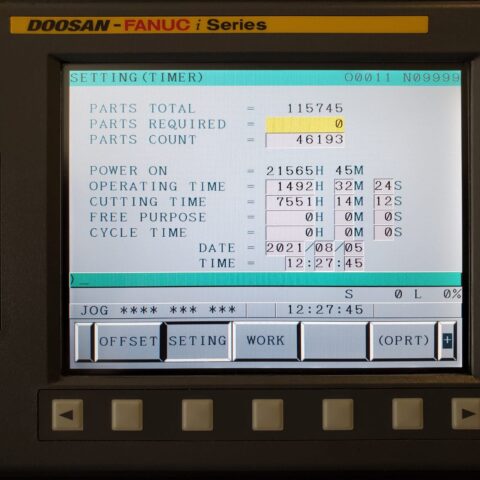 DOOSAN - FANUC i Series
SETTING(TIMER) O0011 N09999
PARTS TOTAL = 115745
PARTS REQUIRED = 0
PARTS COUNT = 46193
POWER ON = 21565H 45M
OPERATING TIME = 1492H 32M 24S
CUTTING TIME = 7551H 14M 12S
FREE PURPOSE = 0H 0M 0S
CYCLE TIME = 0H 0M 0S
DATE = 2021/08/05
TIME = 12:27:45
)_
S 0 L 0%
JOG **** *** *** 12:27:45
OFFSET SETING WORK (OPRT) +